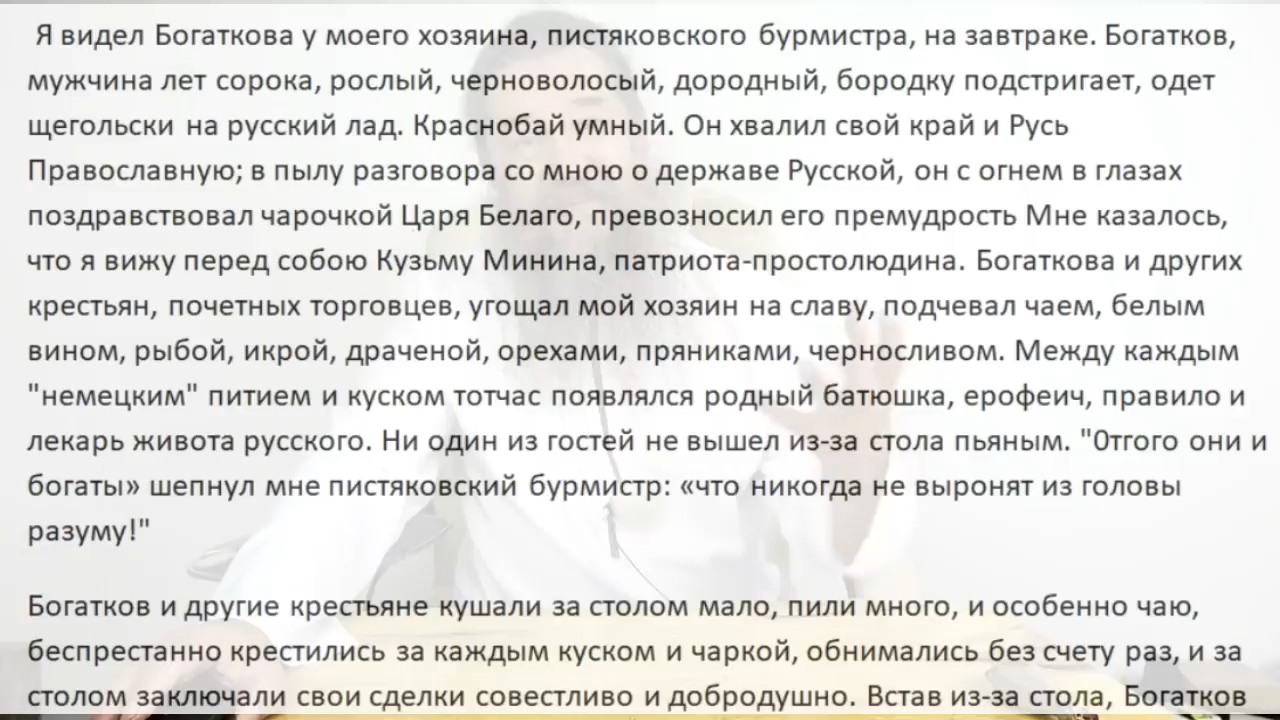 Я видел Богаткова у моего хозяина, пистяковского бурмистра, на завтраке. Богатков,
мужчина лет сорока, рослый, черноволосый, дородный, бородку подстригает, одет
щегольски на русский лад. Краснобай умный. Он хвалил свой край и Русь
Православную; в пылу разговора со мною о державе Русской, он с огнем в глазах
поздравствовал чарочкой Царя Белаго, превозносил его премудрость Мне казалось,
что я вижу перед собою Кузьму Минина, патриота-простолюдина. Богаткова и других
крестьян, почетных торговцев, угощал мой хозяин на славу, подчевал чаем, белым
вином, рыбой, икрой, драченой, орехами, пряниками, черносливом. Между каждым
"немецким" питием и куском тотчас появлялся родный батюшка, ерофеич, правило и
лекарь живота русского. Ни один из гостей не вышел из-за стола пьяным. "0тгого они и
богаты» шепнул мне пистяковский бурмистр: «что никогда не выронят из головы
разуму!"
Богатков и другие крестьяне кушали за столом мало, пили много, и особенно чаю,
беспрестанно крестились за каждым куском и чаркой, обнимались без счету раз, и за
столом заключали свои сделки совестливо и добродушно. Встав из-за стола, Богатков